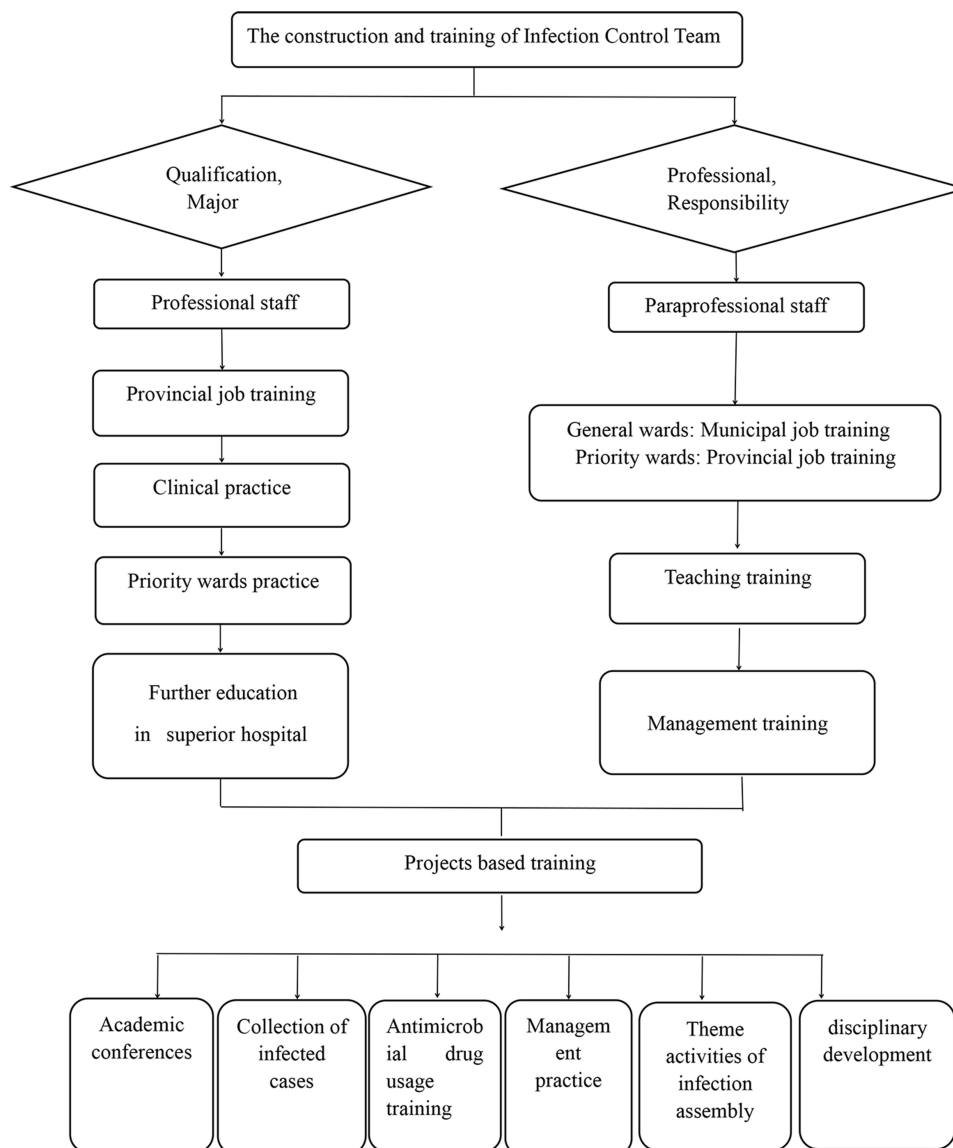 The construction and training of Infection Control Team
Qualification,
Major
Professional,
Responsibility
Professional staff
Paraprofessional staff
Provincial job training
General wards: Municipal job training
Priority wards: Provincial job training
Clinical practice
Priority wards practice
Teaching training
Further education
in superior hospital
Management training
Projects based training
Academic
conferences
Collection of
infected
cases
Antimicrob
ial drug
usage
training
Managem
ent
practice
Theme
activities of
infection
assembly
disciplinary
development